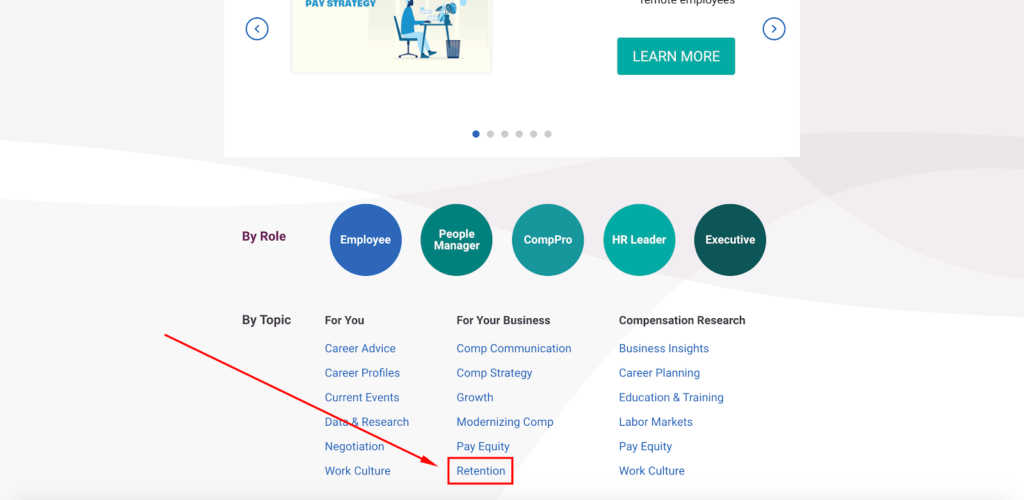 PAY STRATEGY
remote employees
LEARN MORE
By Role
Employee
People
Manager
CompPro
HR Leader
Executive
By Topic
For You
Career Advice
Career Profiles
Current Events
Data & Research
Negotiation
Work Culture
For Your Business
Comp Communication
Comp Strategy
Growth
Modernizing Comp
Pay Equity
Retention
Compensation Research
Business Insights
Career Planning
Education & Training
Labor Markets
Pay Equity
Work Culture